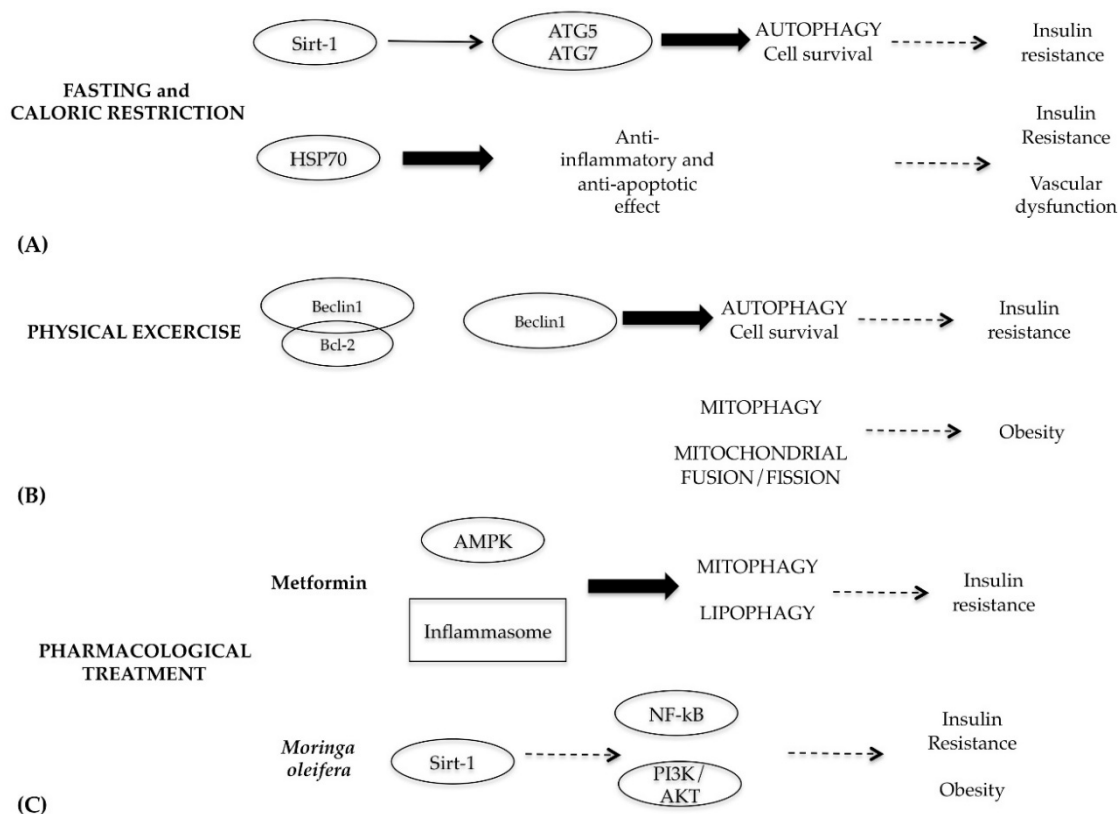 Sirt-1
ATG5
ATG7
AUTOPHAGY
Cell survival
Insulin
resistance
FASTING and
CALORIC RESTRICTION
HSP70
Anti-
inflammatory and
anti-apoptotic
effect
Insulin
Resistance
Vascular
dysfunction
(A)
PHYSICAL EXCERCISE
Beclin1
Bcl-2
Beclin1
AUTOPHAGY
Cell survival
Insulin
resistance
MITOPHAGY
MITOCHONDRIAL
FUSION/FISSION
Obesity
(B)
PHARMACOLOGICAL
TREATMENT
Metformin
AMPK
Inflammasome
MITOPHAGY
LIPOPHAGY
Insulin
resistance
Moringa
oleifera
Sirt-1
NF-kB
PI3K/
AKT
Insulin
Resistance
Obesity
(C)